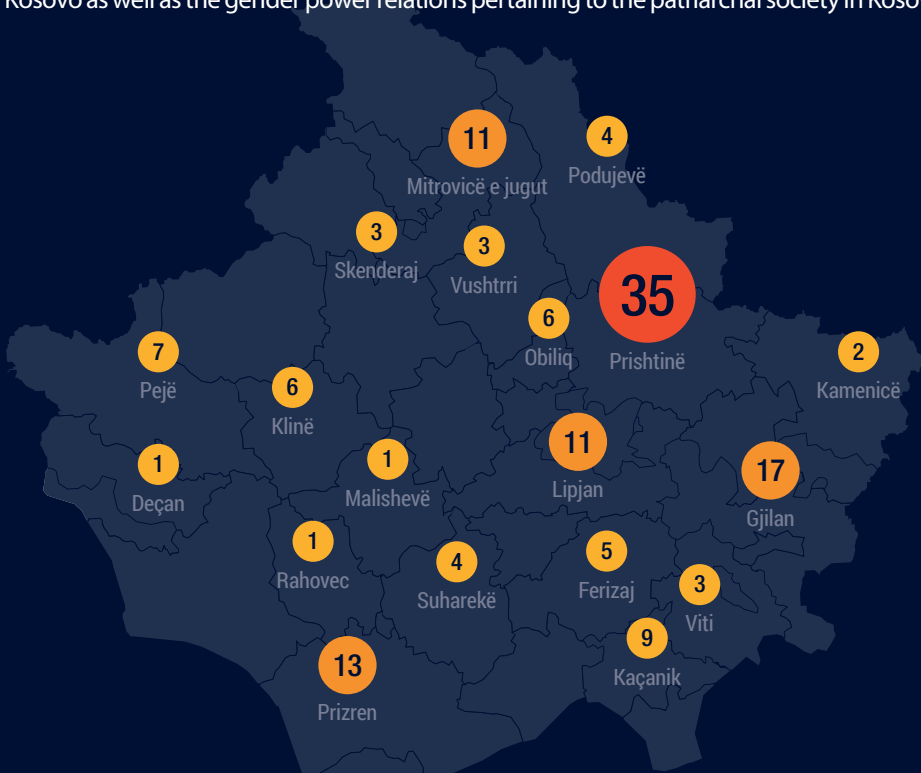 Kosovo as well as the gender power relations pertaining to the patriarchal society in Koso
11
Mitrovicë e jugut
4
Podujevë
3
Skenderaj
3
Vushtrri
35
Prishtinë
6
Obiliq
7
Pejë
2
Kamenicë
6
Klinë
1
Deçan
1
Malishevë
11
Lipjan
17
Gjilan
1
Rahovec
4
Suharekë
5
Ferizaj
3
Viti
9
Kaçanik
13
Prizren